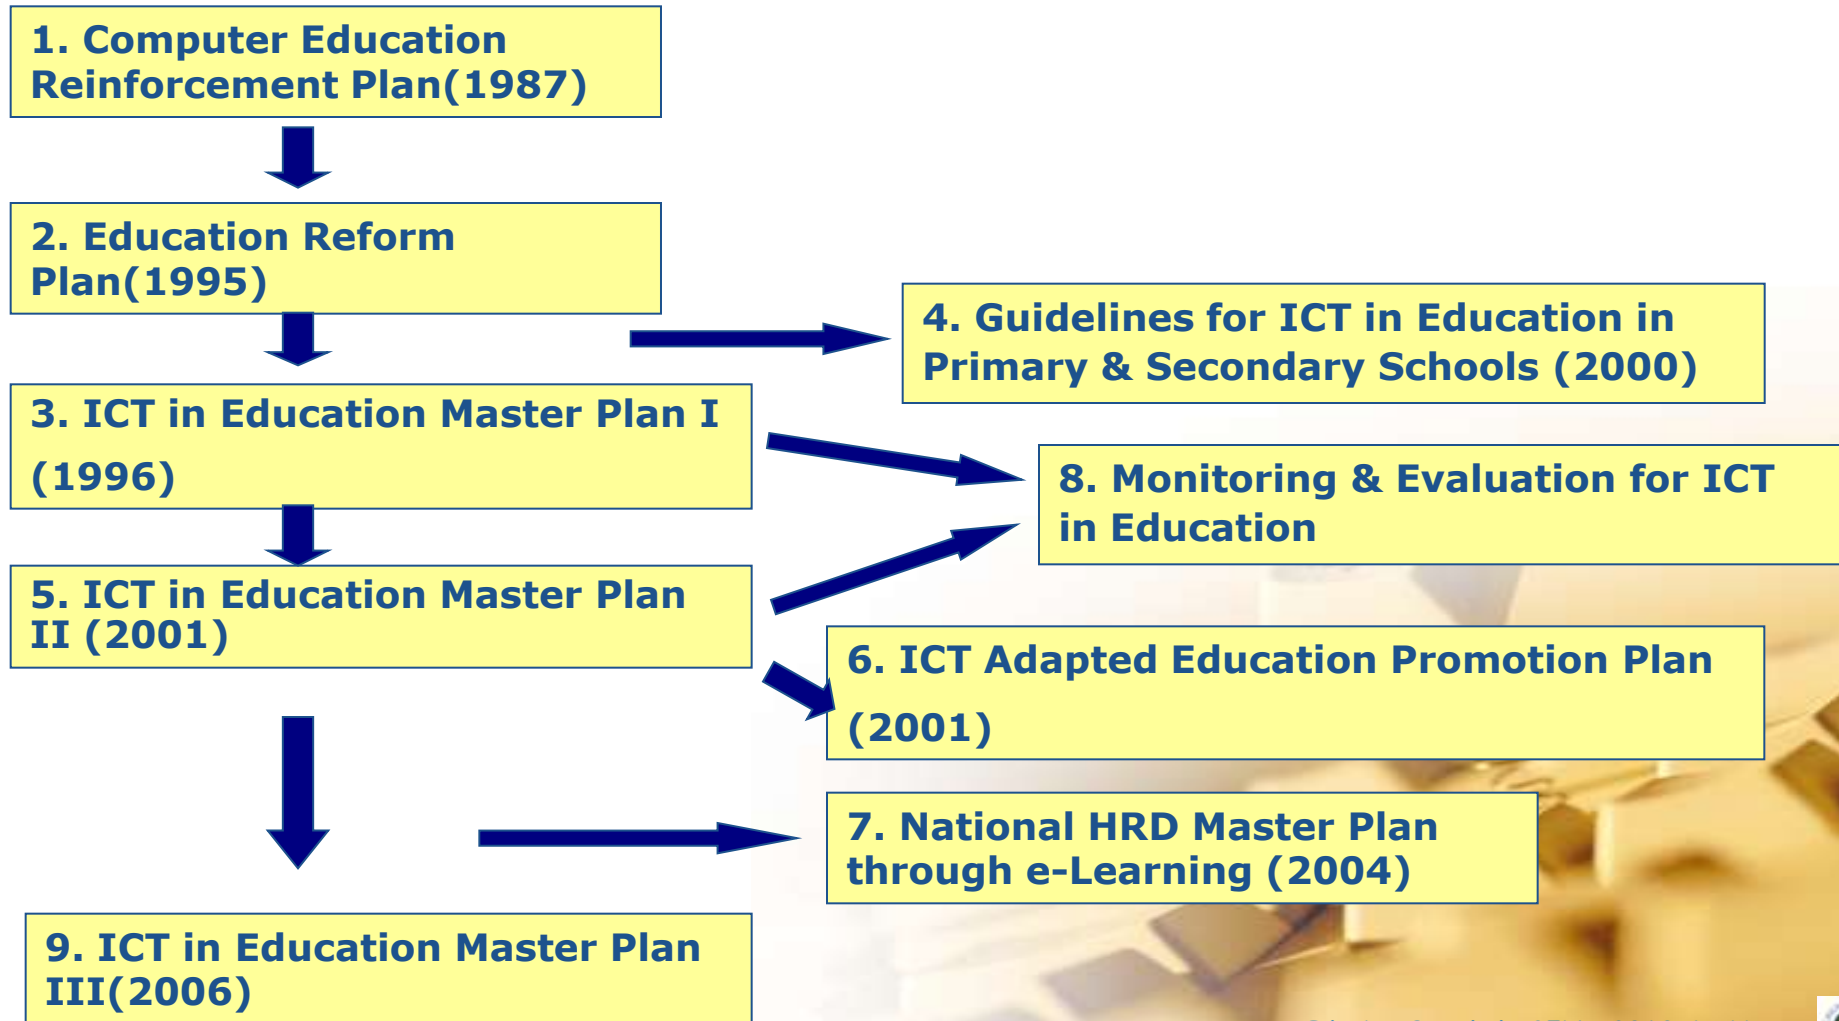 1. Computer Education
Reinforcement Plan(1987)
2. Education Reform
Plan(1995)
3. ICT in Education Master Plan I
(1996)
4. Guidelines for ICT in Education in
Primary & Secondary Schools (2000)
5. ICT in Education Master Plan
II (2001)
6. ICT Adapted Education Promotion Plan
(2001)
7. National HRD Master Plan
through e-Learning (2004)
8. Monitoring & Evaluation for ICT
in Education
9. ICT in Education Master Plan
III(2006)